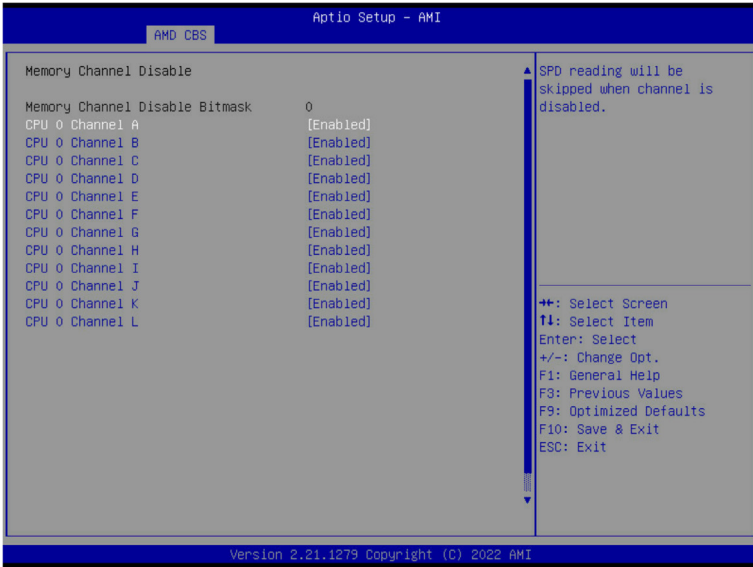 Aptio Setup - AMI
AMD CBS
Memory Channel Disable
Memory Channel Disable Bitmask 0
CPU 0 Channel A [Enabled]
CPU 0 Channel B [Enabled]
CPU 0 Channel C [Enabled]
CPU 0 Channel D [Enabled]
CPU 0 Channel E [Enabled]
CPU 0 Channel F [Enabled]
CPU 0 Channel G [Enabled]
CPU 0 Channel H [Enabled]
CPU 0 Channel I [Enabled]
CPU 0 Channel J [Enabled]
CPU 0 Channel K [Enabled]
CPU 0 Channel L [Enabled]
SPD reading will be
skipped when channel is
disabled.
→←: Select Screen
↑↓: Select Item
Enter: Select
+/-: Change Opt.
F1: General Help
F3: Previous Values
F9: Optimized Defaults
F10: Save & Exit
ESC: Exit
Version 2.21.1279 Copyright (C) 2022 AMI